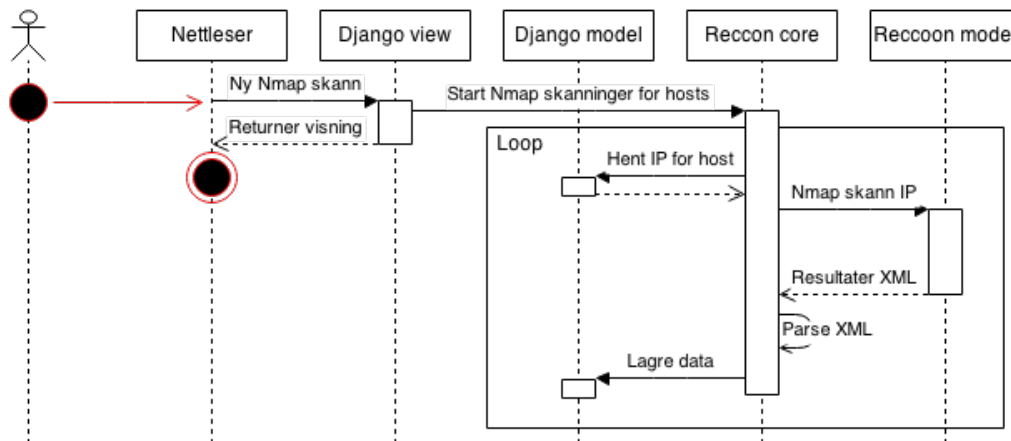 Nettleser
Django view
Django model
Reccon core
Reccoon model
Ny Nmap skann
Start Nmap skanninger for hosts
Returner visning
Loop
Hent IP for host
Nmap skann IP
Resultater XML
Parse XML
Lagre data